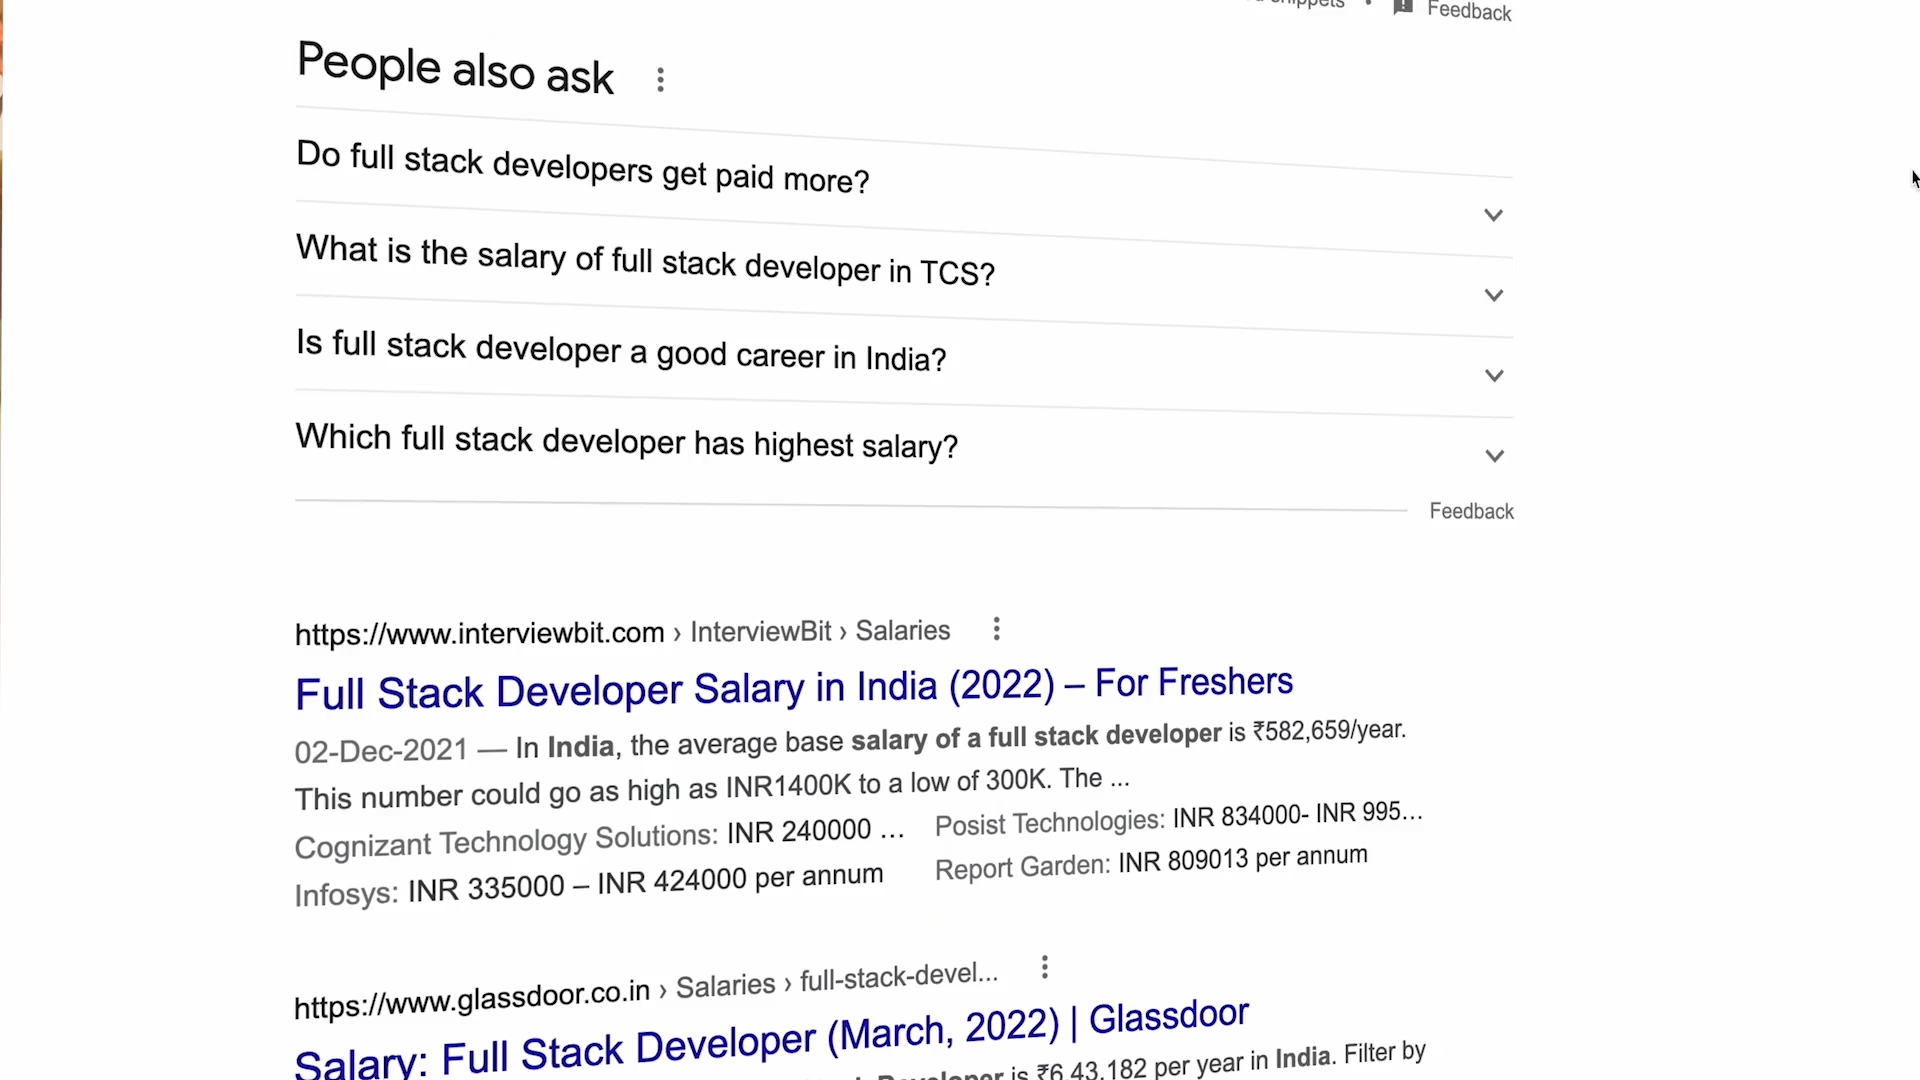 snippets • Feedback
People also ask
Do full stack developers get paid more?
What is the salary of full stack developer in TCS?
Is full stack developer a good career in India?
Which full stack developer has highest salary?
Feedback
https://www.interviewbit.com › InterviewBit › Salaries
Full Stack Developer Salary in India (2022) – For Freshers
02-Dec-2021 — In India, the average base salary of a full stack developer is ₹582,659/year.
This number could go as high as INR1400K to a low of 300K. The ...
Cognizant Technology Solutions: INR 240000 ... Posist Technologies: INR 834000- INR 995...
Infosys: INR 335000 – INR 424000 per annum Report Garden: INR 809013 per annum
https://www.glassdoor.co.in › Salaries › full-stack-devel...
Salary: Full Stack Developer (March, 2022) | Glassdoor
Developer is ₹6,43,182 per year in India. Filter by